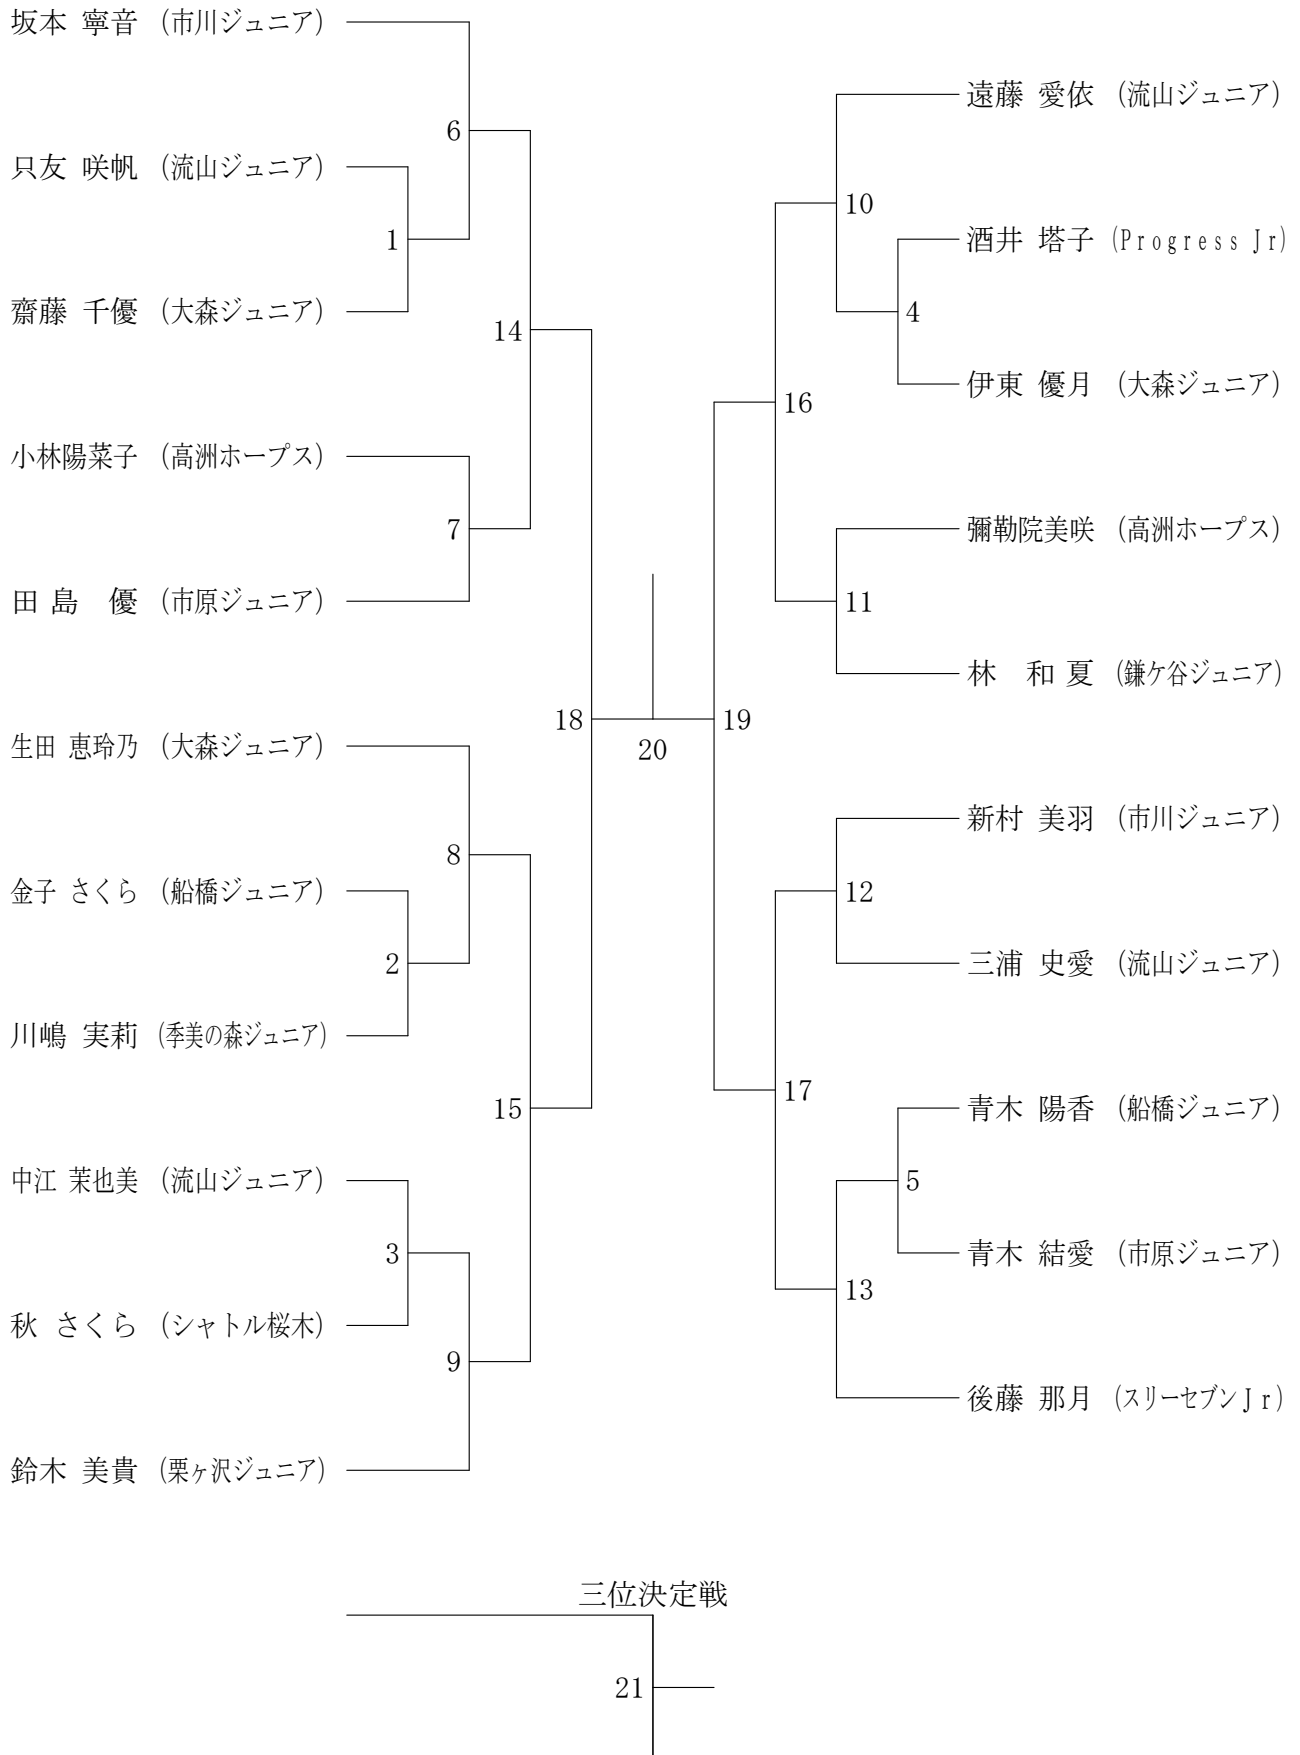 坂本 寧音 (市川ジュニア)
6
只友 咲帆 (流山ジュニア)
1
齋藤 千優 (大森ジュニア)
14
小林陽菜子 (高洲ホープス)
7
田島 優 (市原ジュニア)
18
生田 恵玲乃 (大森ジュニア)
8
金子 さくら (船橋ジュニア)
2
川嶋 実莉 (季美の森ジュニア)
15
中江 茉也美 (流山ジュニア)
3
秋 さくら (シャトル桜木)
9
鈴木 美貴 (栗ヶ沢ジュニア)
20
遠藤 愛依 (流山ジュニア)
10
酒井 塔子 (Progress Jr)
4
伊東 優月 (大森ジュニア)
16
彌勒院美咲 (高洲ホープス)
11
林 和夏 (鎌ケ谷ジュニア)
19
新村 美羽 (市川ジュニア)
12
三浦 史愛 (流山ジュニア)
17
青木 陽香 (船橋ジュニア)
5
青木 結愛 (市原ジュニア)
13
後藤 那月 (スリーセブンJr)
三位決定戦
21